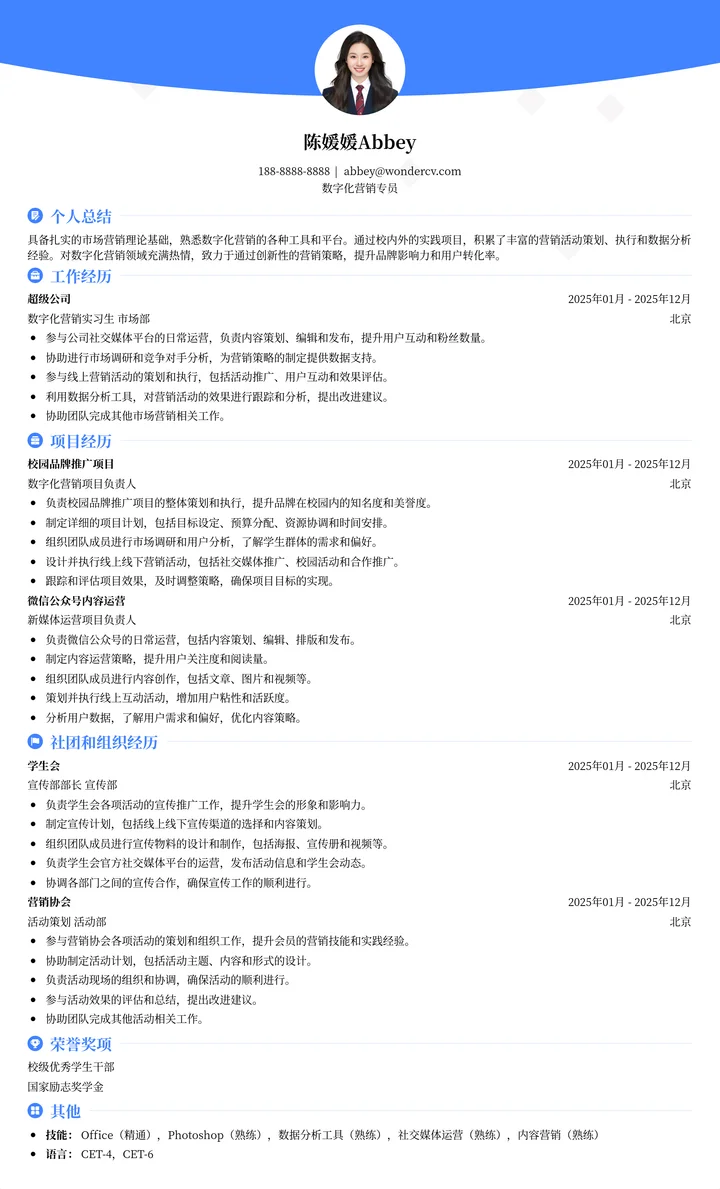 陈媛媛Abbey
188-8888-8888 | abbey@wondercv.com
数字化营销专员
个人总结
具备扎实的市场营销理论基础，熟悉数字化营销的各种工具和平台。通过校内外的实践项目，积累了丰富的营销活动策划、执行和数据分析
经验。对数字化营销领域充满热情，致力于通过创新性的营销策略，提升品牌影响力和用户转化率。
工作经历
超级公司 2025年01月 - 2025年12月
数字化营销实习生 市场部 北京
• 参与公司社交媒体平台的日常运营，负责内容策划、编辑和发布，提升用户互动和粉丝数量。
• 协助进行市场调研和竞争对手分析，为营销策略的制定提供数据支持。
• 参与线上营销活动的策划和执行，包括活动推广、用户互动和效果评估。
• 利用数据分析工具，对营销活动的效果进行跟踪和分析，提出改进建议。
• 协助团队完成其他市场营销相关工作。
项目经历
校园品牌推广项目 2025年01月 - 2025年12月
数字化营销项目负责人 北京
• 负责校园品牌推广项目的整体策划和执行，提升品牌在校园内的知名度和美誉度。
• 制定详细的项目计划，包括目标设定、预算分配、资源协调和时间安排。
• 组织团队成员进行市场调研和用户分析，了解学生群体的需求和偏好。
• 设计并执行线上线下营销活动，包括社交媒体推广、校园活动和合作推广。
• 跟踪和评估项目效果，及时调整策略，确保项目目标的实现。
微信公众号内容运营 2025年01月 - 2025年12月
新媒体运营项目负责人 北京
• 负责微信公众号的日常运营，包括内容策划、编辑、排版和发布。
• 制定内容运营策略，提升用户关注度和阅读量。
• 组织团队成员进行内容创作，包括文章、图片和视频等。
• 策划并执行线上互动活动，增加用户粘性和活跃度。
• 分析用户数据，了解用户需求和偏好，优化内容策略。
社团和组织经历
学生会 2025年01月 - 2025年12月
宣传部部长 宣传部 北京
• 负责学生会各项活动的宣传推广工作，提升学生会的形象和影响力。
• 制定宣传计划，包括线上线下宣传渠道的选择和内容策划。
• 组织团队成员进行宣传物料的设计和制作，包括海报、宣传册和视频等。
• 负责学生会官方社交媒体平台的运营，发布活动信息和学生会动态。
• 协调各部门之间的宣传合作，确保宣传工作的顺利进行。
营销协会 2025年01月 - 2025年12月
活动策划 活动部 北京
• 参与营销协会各项活动的策划和组织工作，提升会员的营销技能和实践经验。
• 协助制定活动计划，包括活动主题、内容和形式的设计。
• 负责活动现场的组织和协调，确保活动的顺利进行。
• 参与活动效果的评估和总结，提出改进建议。
• 协助团队完成其他活动相关工作。
荣誉奖项
校级优秀学生干部
国家励志奖学金
其他
• 技能： Office（精通），Photoshop（熟练），数据分析工具（熟练），社交媒体运营（熟练），内容营销（熟练）
• 语言： CET-4，CET-6